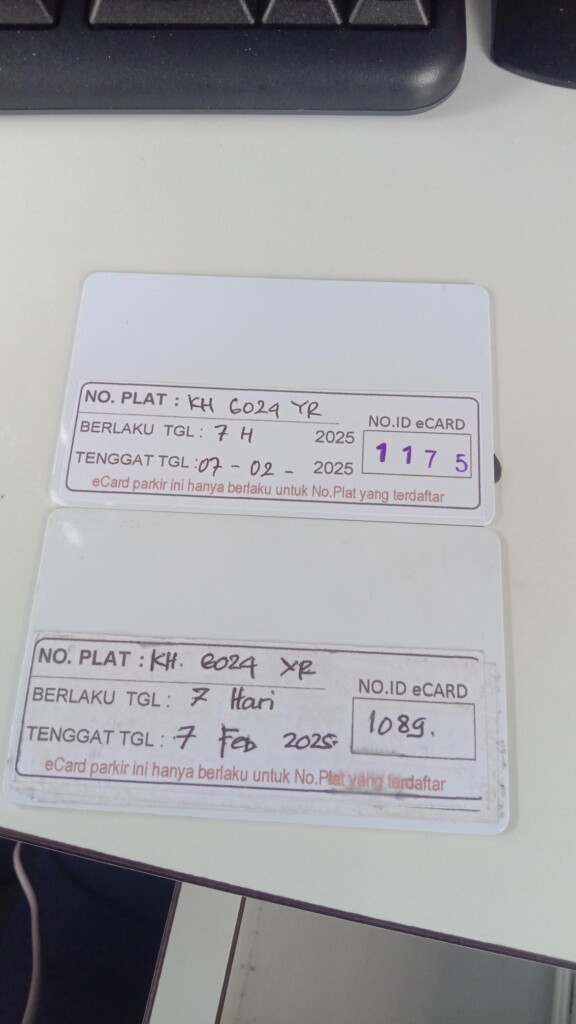 NO. PLAT : KH 6024 YR
BERLAKU TGL : 7 H 2025
TENGGAT TGL : 07 - 02 - 2025
NO.ID eCARD
1175
eCard parkir ini hanya berlaku untuk No.Plat yang terdaftar
NO. PLAT : KH. 6024 YR
BERLAKU TGL : 7 Hari
TENGGAT TGL : 7 Feb 2025
NO.ID eCARD
1089.
eCard parkir ini hanya berlaku untuk No.Plat yang terdaftar